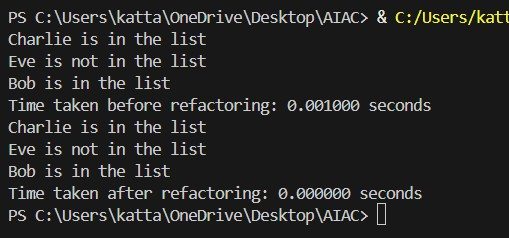 PS C:\Users\katta\OneDrive\Desktop\AIAC> & C:/Users/katt
Charlie is in the list
Eve is not in the list
Bob is in the list
Time taken before refactoring: 0.001000 seconds
Charlie is in the list
Eve is not in the list
Bob is in the list
Time taken after refactoring: 0.000000 seconds
PS C:\Users\katta\OneDrive\Desktop\AIAC>